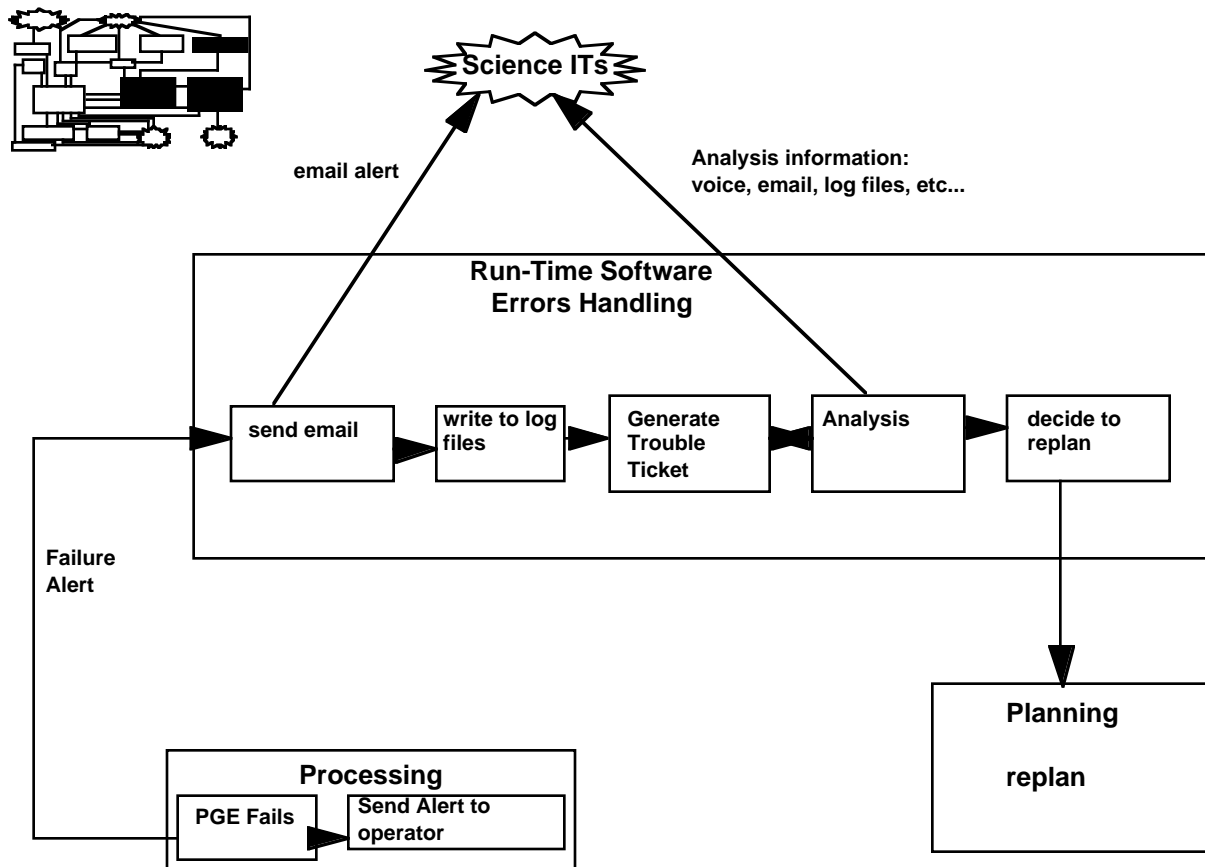 Science ITs
email alert
Analysis information:
voice, email, log files, etc...
Run-Time Software
Errors Handling
send email
write to log
files
Generate
Trouble
Ticket
Analysis
decide to
replan
Failure
Alert
Planning
replan
Processing
PGE Fails
Send Alert to
operator